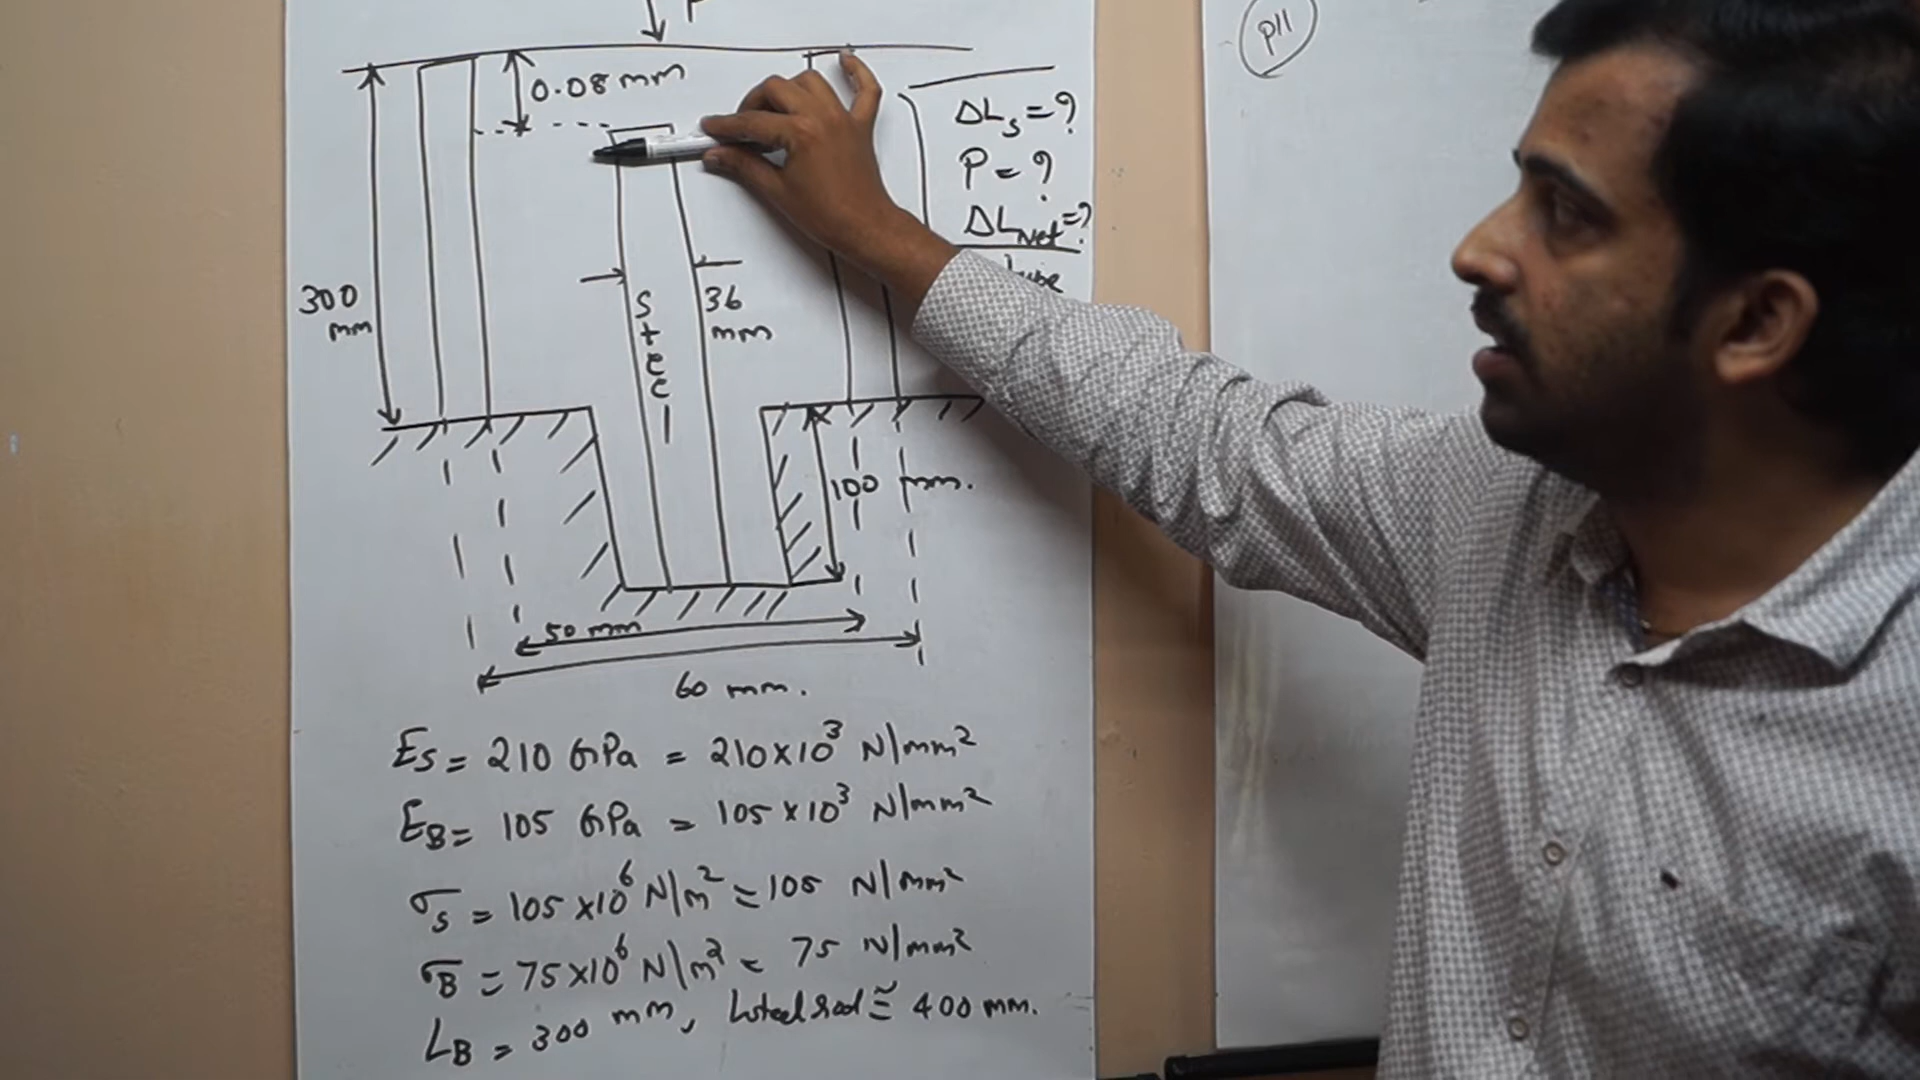 P
0.08 mm
P11
ΔLs = ?
P = ?
ΔLNet = ?
300
mm
Steel
36
mm
100 mm.
50 mm
60 mm.
Es = 210 GPa = 210×10³ N/mm²
EB = 105 GPa = 105×10³ N/mm²
σs = 105×10⁶ N/m² = 105 N/mm²
σB = 75×10⁶ N/m² = 75 N/mm²
LB = 300 mm, Lsteel rod ≅ 400 mm.